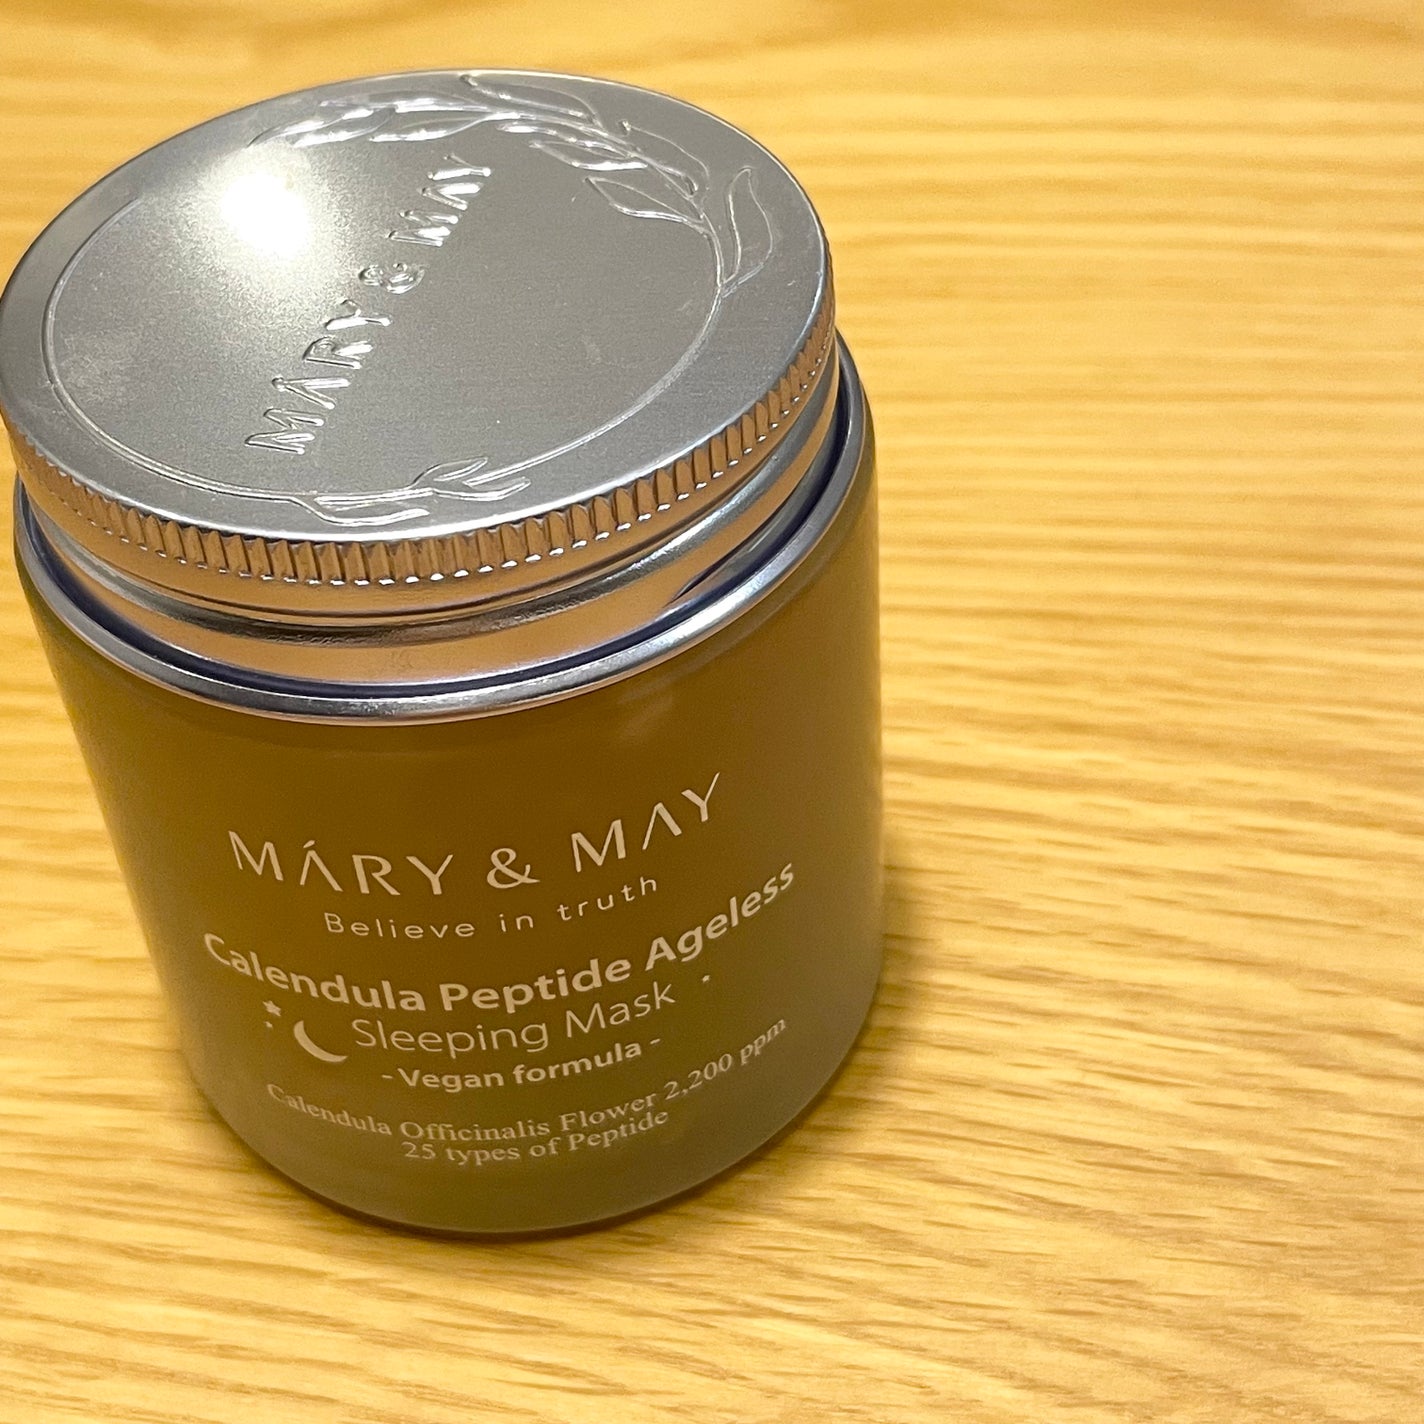 MÁRY & MAY
MÁRY & MAY
Believe in truth
Calendula Peptide Ageless
Sleeping Mask
- Vegan formula -
Calendula Officinalis Flower 2,200 ppm
25 types of Peptide